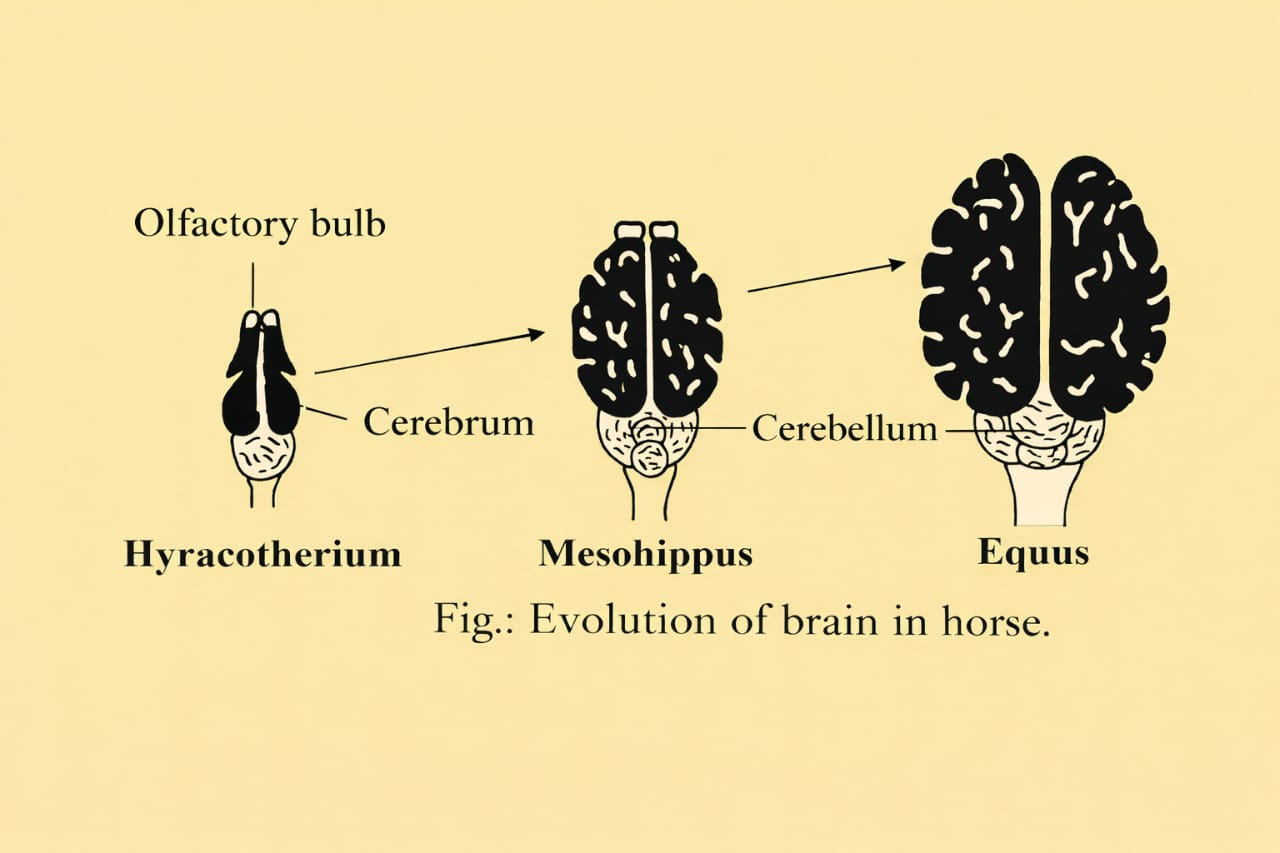 Olfactory bulb
Cerebrum
Cerebellum
Hyracotherium
Mesohippus
Equus
Fig.: Evolution of brain in horse.